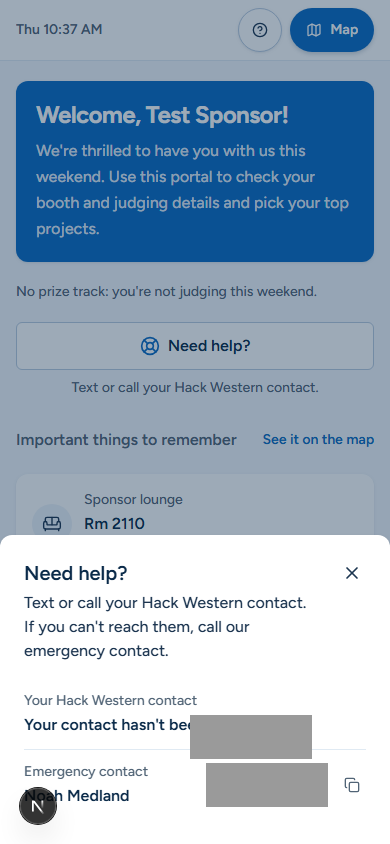 Thu 10:37 AM
Map
Welcome, Test Sponsor!
We're thrilled to have you with us this
weekend. Use this portal to check your
booth and judging details and pick your top
projects.
No prize track: you're not judging this weekend.
Need help?
Text or call your Hack Western contact.
Important things to remember
See it on the map
Sponsor lounge
Rm 2110
Need help?
Text or call your Hack Western contact.
If you can't reach them, call our
emergency contact.
Your Hack Western contact
Your contact hasn't
Emergency contact
Noah Medland
N